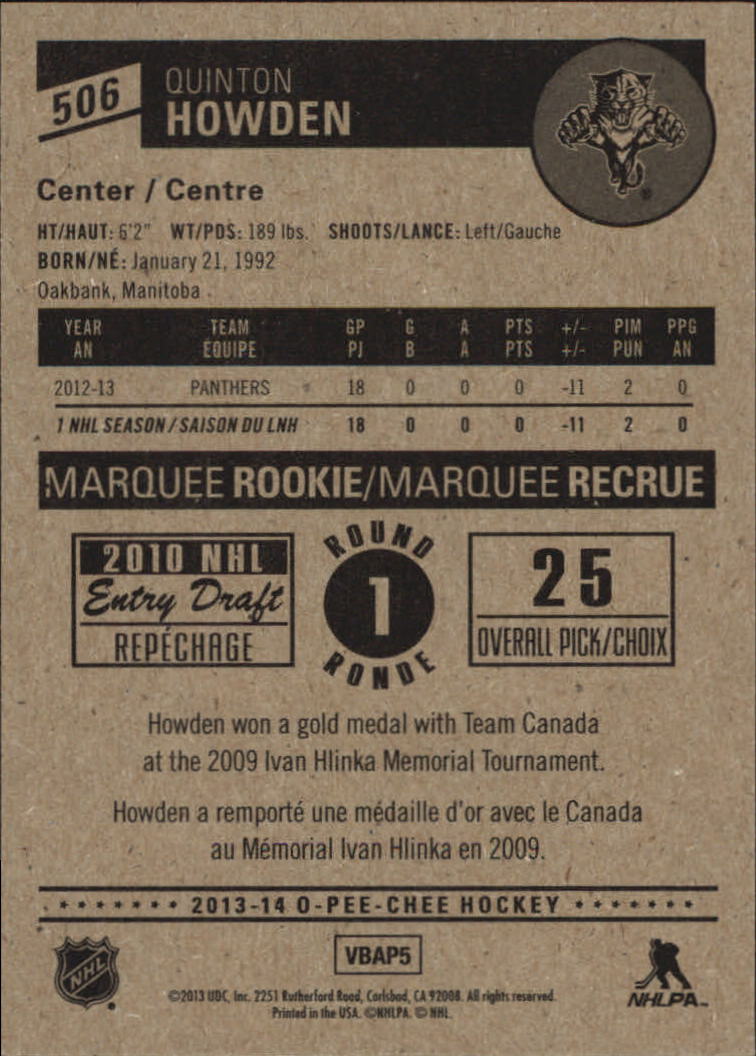 506
QUINTON
HOWDEN
Center / Centre
HT/HAUT: 6'2" WT/PDS: 189 lbs. SHOOTS/LANCE: Left/Gauche
BORN/NÉ: January 21, 1992
Oakbank, Manitoba
YEAR TEAM GP G A PTS +/- PIM PPG
AN ÉQUIPE PJ B A PTS +/- PUN AN
2012-13 PANTHERS 18 0 0 0 -11 2 0
1 NHL SEASON / SAISON DU LNH 18 0 0 0 -11 2 0
MARQUEE ROOKIE/MARQUEE RECRUE
2010 NHL
Entry Draft
REPÉCHAGE
ROUND
1
RONDE
25
OVERALL PICK/CHOIX
Howden won a gold medal with Team Canada
at the 2009 Ivan Hlinka Memorial Tournament.
Howden a remporté une médaille d'or avec le Canada
au Mémorial Ivan Hlinka en 2009.
2013-14 O-PEE-CHEE HOCKEY
NHL
VBAP5
NHLPA
©2013 UDC, Inc. 2251 Rutherford Road, Carlsbad, CA 92008. All rights reserved.
Printed in the USA. ©NHLPA. © NHL.